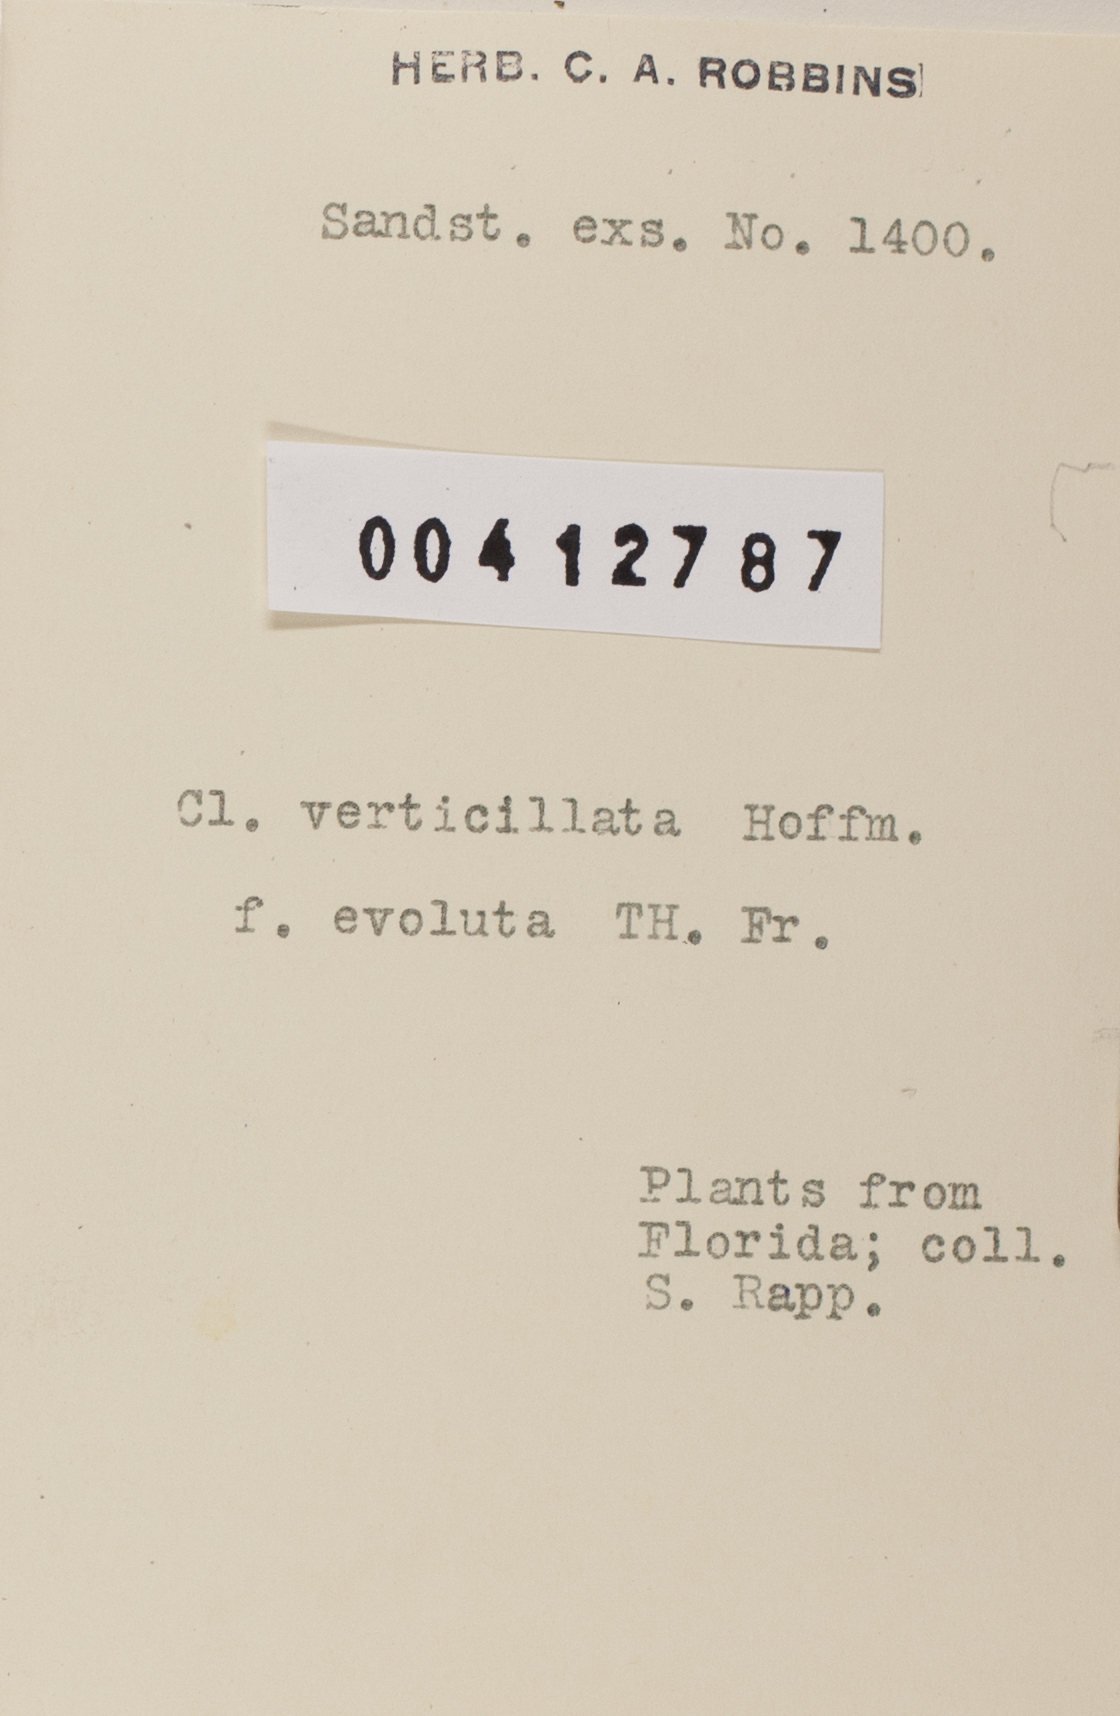 HERB. C. A. ROBBINS
Sandst. exs. No. 1400.
00412787
Cl. verticillata Hoffm.
f. evoluta TH. Fr.
Plants from
Florida; coll.
S. Rapp.